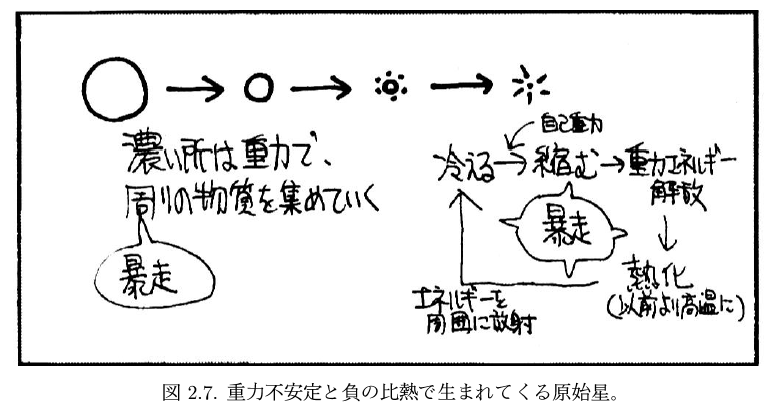 濃い所は重力で、
周りの物質を集めていく
暴走
自己重力
冷える→縮む→重力エネルギー
解放
暴走
熱化
(以前より高温に)
エネルギーを
周囲に放射
図 2.7. 重力不安定と負の比熱で生まれてくる原始星。